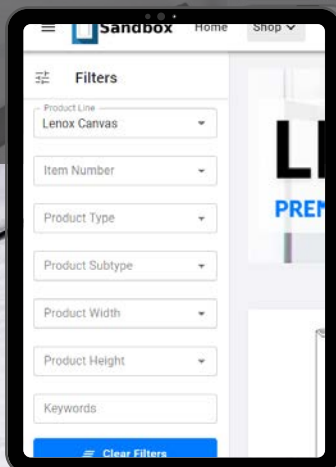 Sandbox Home Shop
Filters
Product Line
Lenox Canvas
Item Number
Product Type
Product Subtype
Product Width
Product Height
Keywords
Clear Filters
PREM